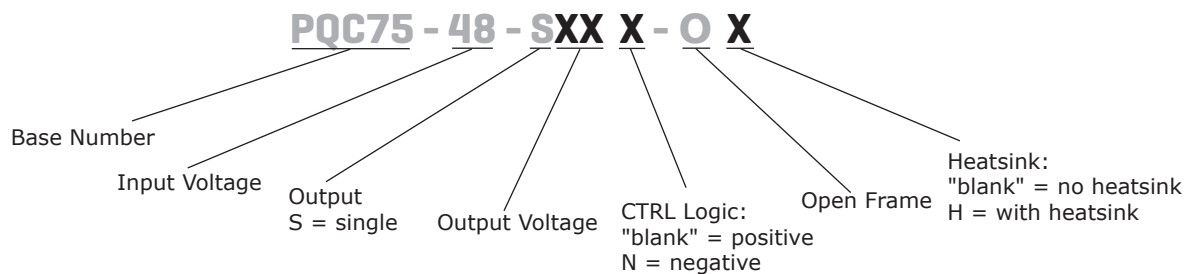 PQC75 - 48 - SXX X - O X
Base Number
Input Voltage
Output
S = single
Output Voltage
CTRL Logic:
"blank" = positive
N = negative
Open Frame
Heatsink:
"blank" = no heatsink
H = with heatsink